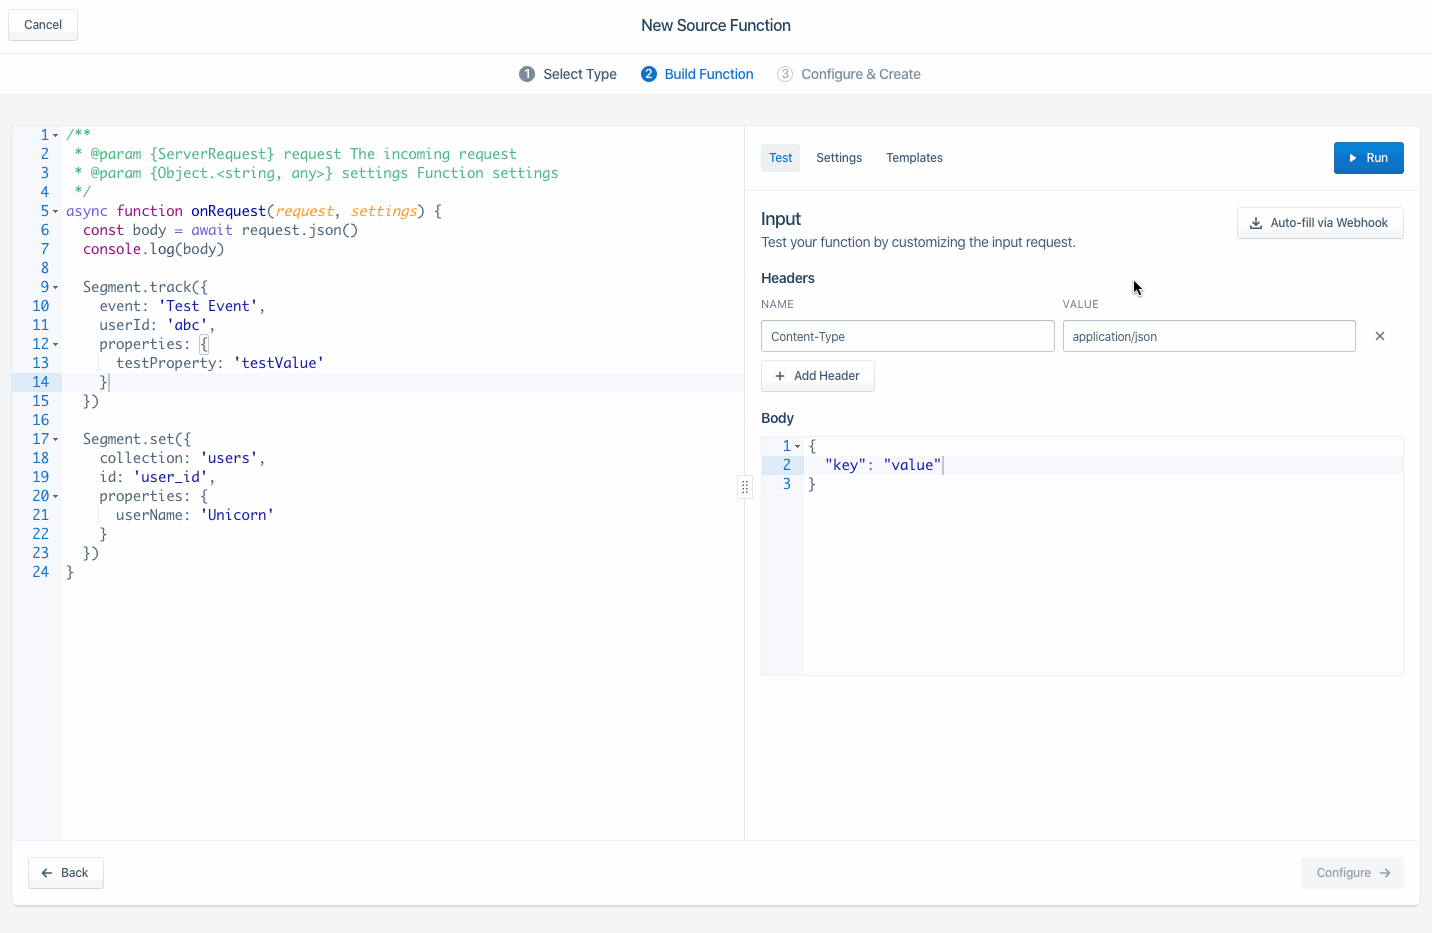 Cancel
New Source Function
1 Select Type
2 Build Function
3 Configure & Create
1 /**
2  * @param {ServerRequest} request The incoming request
3  * @param {Object.<string, any>} settings Function settings
4  */
5 async function onRequest(request, settings) {
6   const body = await request.json()
7   console.log(body)
8
9   Segment.track({
10     event: 'Test Event',
11     userId: 'abc',
12     properties: {
13       testProperty: 'testValue'
14     }
15   })
16
17   Segment.set({
18     collection: 'users',
19     id: 'user_id',
20     properties: {
21       userName: 'Unicorn'
22     }
23   })
24 }
Test Settings Templates
Run
Input
Auto-fill via Webhook
Test your function by customizing the input request.
Headers
NAME VALUE
Content-Type application/json
Add Header
Body
1 {
2   "key": "value"
3 }
Back
Configure